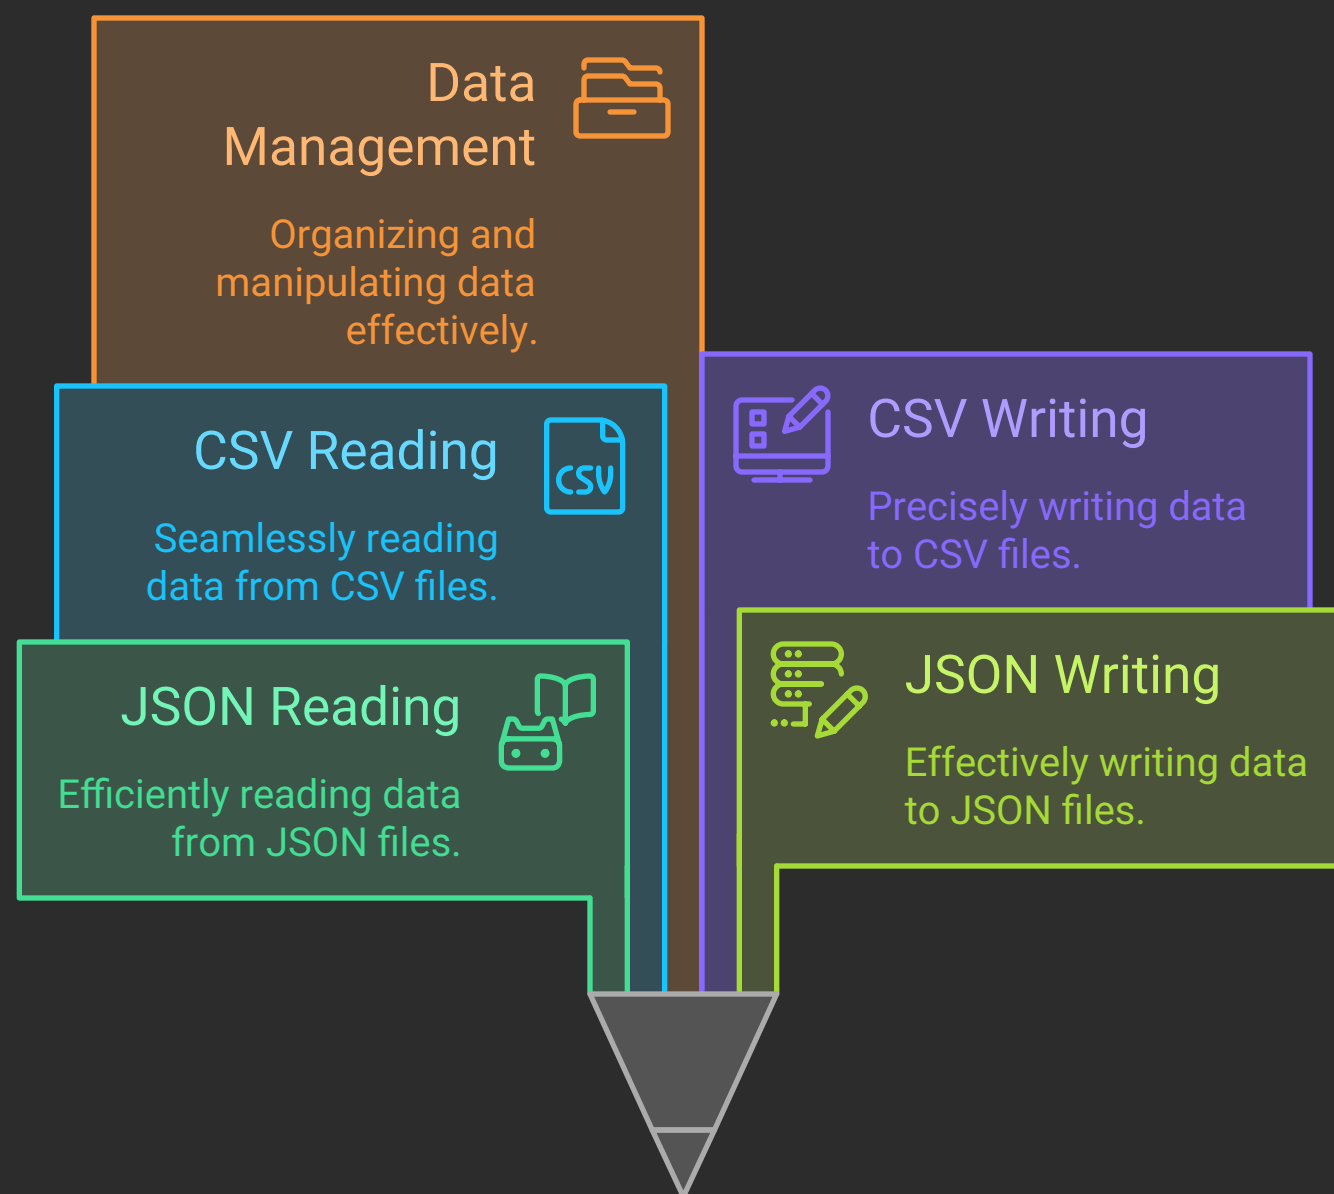 Data
Management
Organizing and
manipulating data
effectively.
CSV Reading
CSV
Seamlessly reading
data from CSV files.
CSV Writing
Precisely writing data
to CSV files.
JSON Reading
Efficiently reading data
from JSON files.
JSON Writing
Effectively writing data
to JSON files.